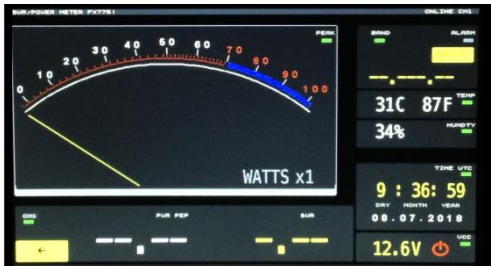 SWR/POWER METER PX775I
ONLINE CH1
PEAK
0 10 20 30 40 50 60 70 80 90 100
WATTS x1
CH1
PWR PEP
SWR
←
--.--
--.--
BAND
ALARM
--.---.--
31C 87F
TEMP
34%
HUMDTY
TIME UTC
9 : 36: 59
DAY MONTH YEAR
08.07.2018
12.6V
VCC